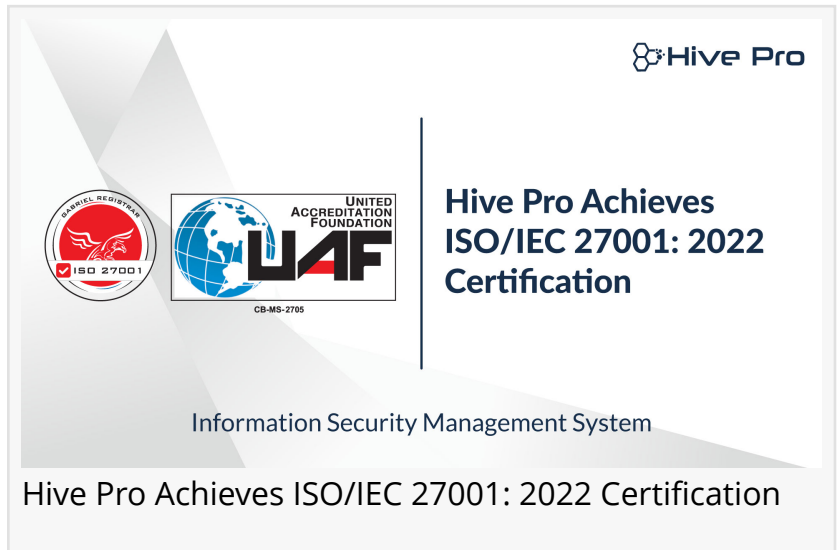 Hive Pro
GABRIEL REGISTRAR
ISO 27001
UNITED
ACCREDITATION
FOUNDATION
UAF
CB-MS-2705
Hive Pro Achieves
ISO/IEC 27001: 2022
Certification
Information Security Management System
Hive Pro Achieves ISO/IEC 27001: 2022 Certification